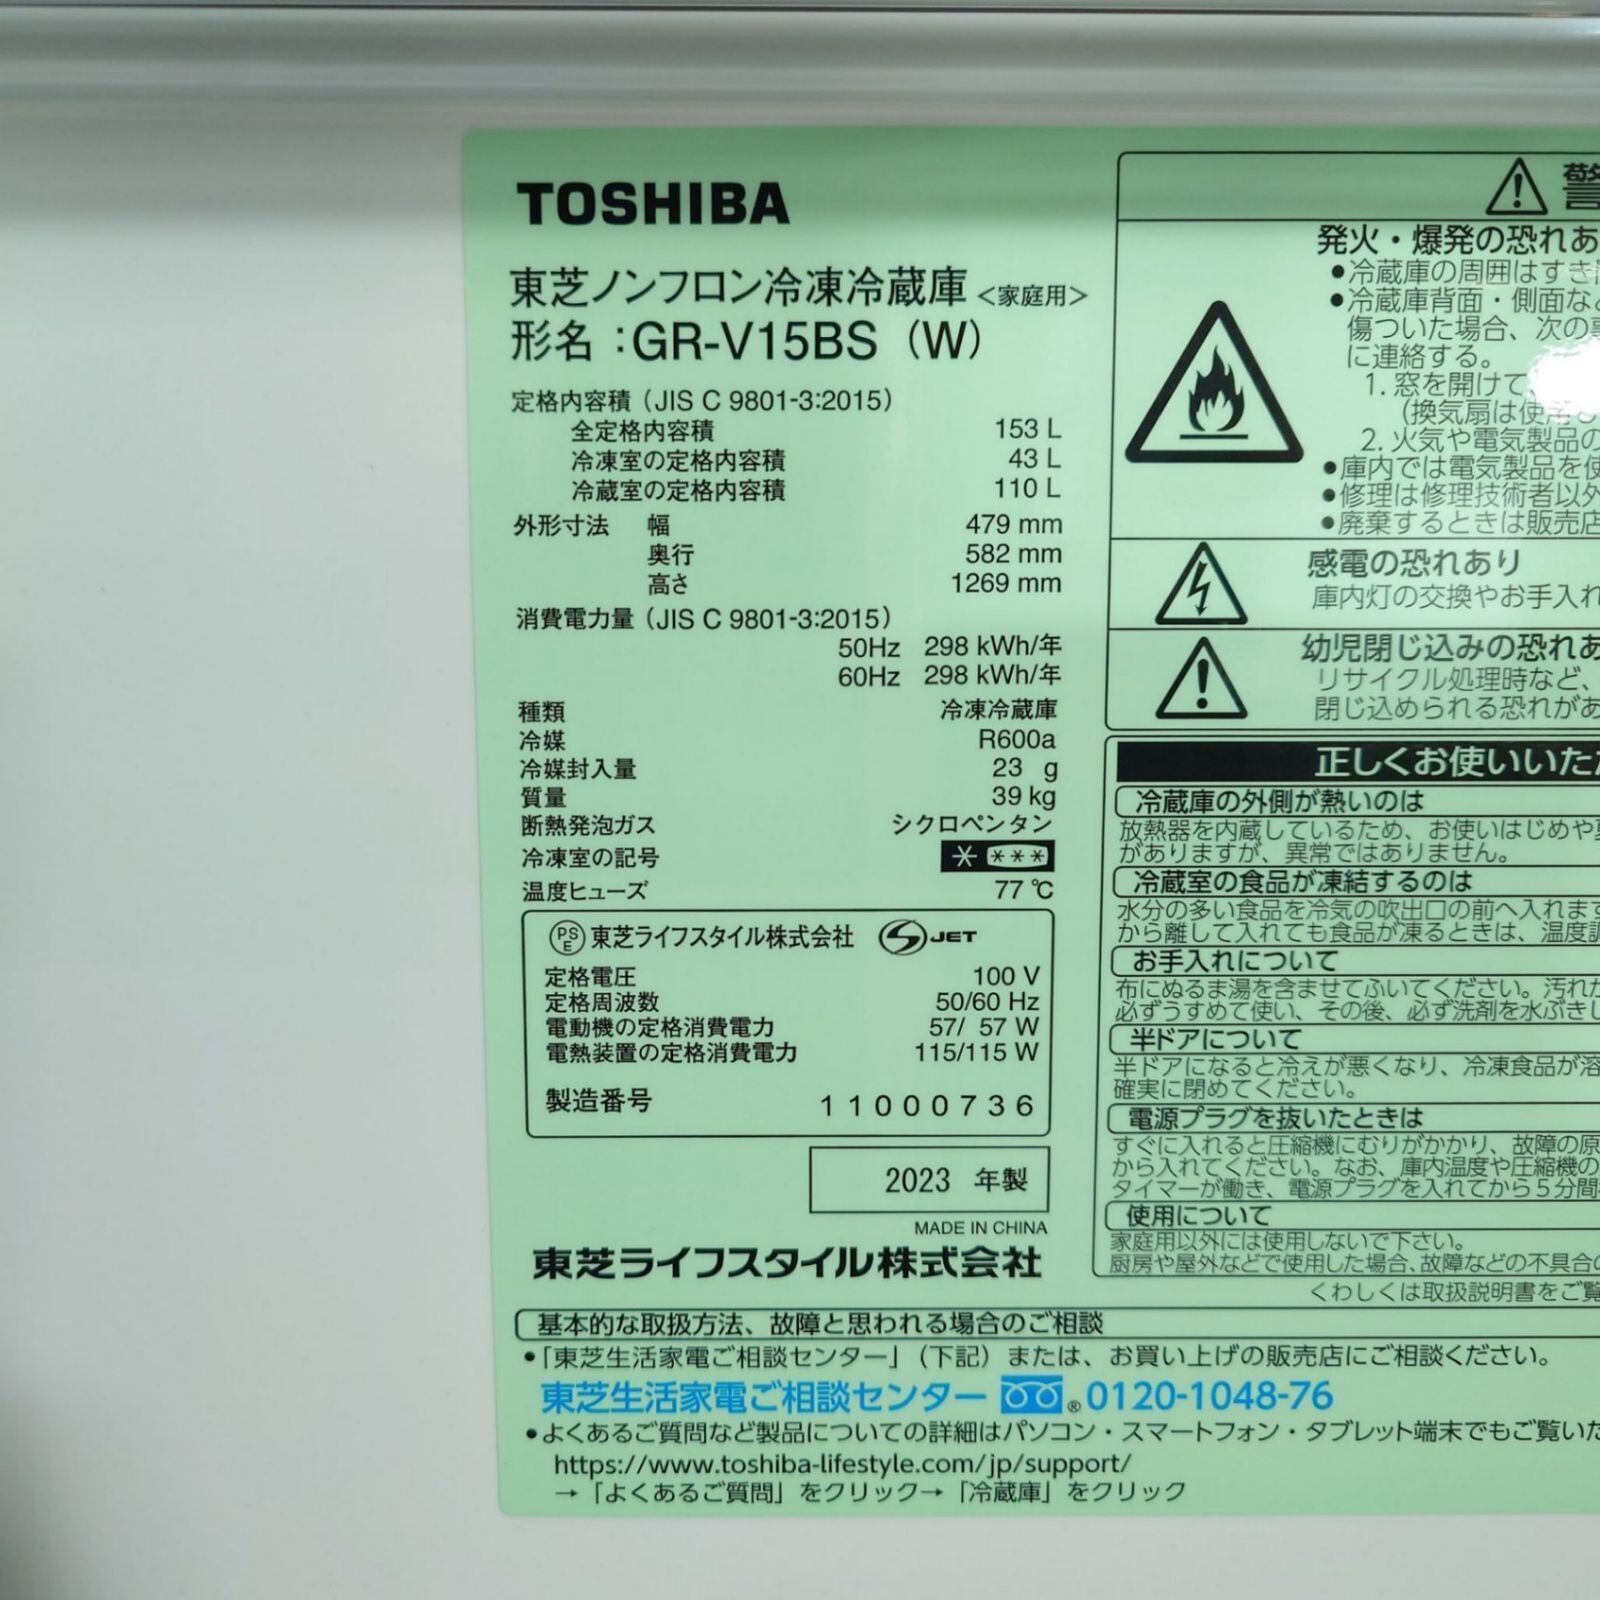 TOSHIBA
東芝ノンフロン冷凍冷蔵庫<家庭用>
形名:GR-V15BS (W)
定格内容積 (JIS C 9801-3:2015)
全定格内容積 153 L
冷凍室の定格内容積 43 L
冷蔵室の定格内容積 110 L
外形寸法 幅 479 mm
奥行 582 mm
高さ 1269 mm
消費電力量 (JIS C 9801-3:2015)
50Hz 298 kWh/年
60Hz 298 kWh/年
種類 冷凍冷蔵庫
冷媒 R600a
冷媒封入量 23 g
質量 39 kg
断熱発泡ガス シクロペンタン
冷凍室の記号 * ***
温度ヒューズ 77 ℃
PSE 東芝ライフスタイル株式会社 JET
定格電圧 100 V
定格周波数 50/60 Hz
電動機の定格消費電力 57/ 57 W
電熱装置の定格消費電力 115/115 W
製造番号 11000736
2023 年製
MADE IN CHINA
東芝ライフスタイル株式会社
警
発火・爆発の恐れあ
●冷蔵庫の周囲はすき
●冷蔵庫背面・側面など
傷ついた場合、次の事
に連絡する。
1. 窓を開けて
(換気扇は使用し
2. 火気や電気製品の
●庫内では電気製品を使
●修理は修理技術者以外
●廃棄するときは販売店
感電の恐れあり
庫内灯の交換やお手入れ
幼児閉じ込みの恐れあ
リサイクル処理時など、
閉じ込められる恐れがあ
正しくお使いいただ
冷蔵庫の外側が熱いのは
放熱器を内蔵しているため、お使いはじめや夏
がありますが、異常ではありません。
冷蔵室の食品が凍結するのは
水分の多い食品を冷気の吹出口の前へ入れます
から離して入れても食品が凍るときは、温度調
お手入れについて
布にぬるま湯を含ませてふいてください。汚れが
必ずうすめて使い、その後、必ず洗剤を水ぶきし
半ドアについて
半ドアになると冷えが悪くなり、冷凍食品が溶
確実に閉めてください。
電源プラグを抜いたときは
すぐに入れると圧縮機にむりがかかり、故障の原
から入れてください。なお、庫内温度や圧縮機の
タイマーが働き、電源プラグを入れてから5分間
使用について
家庭用以外には使用しないで下さい。
厨房や屋外などで使用した場合、故障などの不具合の
くわしくは取扱説明書をご覧
基本的な取扱方法、故障と思われる場合のご相談
●「東芝生活家電ご相談センター」(下記)または、お買い上げの販売店にご相談ください。
東芝生活家電ご相談センター ® 0120-1048-76
●よくあるご質問など製品についての詳細はパソコン・スマートフォン・タブレット端末でもご覧いた
https://www.toshiba-lifestyle.com/jp/support/
→「よくあるご質問」をクリック→「冷蔵庫」をクリック